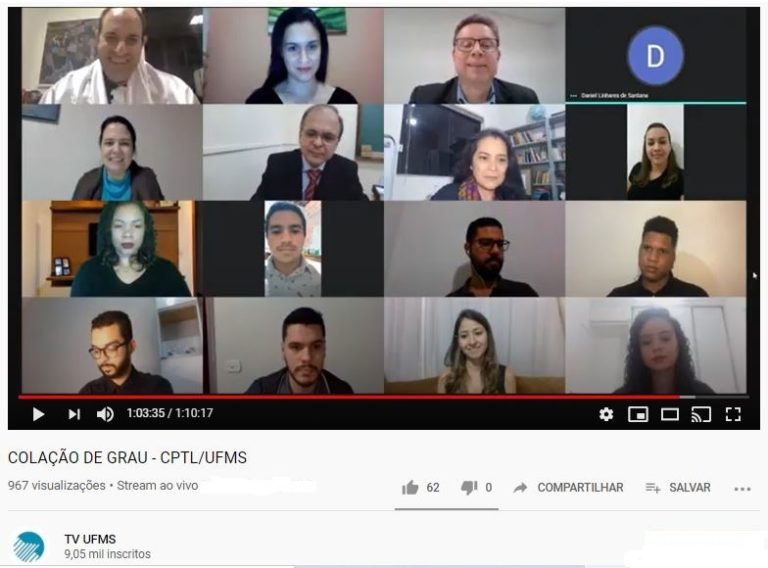 D
Daniel Linhares de Santana
1:03:35 / 1:10:17
COLAÇÃO DE GRAU - CPTL/UFMS
967 visualizações • Stream ao vivo
62
0
COMPARTILHAR
SALVAR
TV UFMS
9,05 mil inscritos